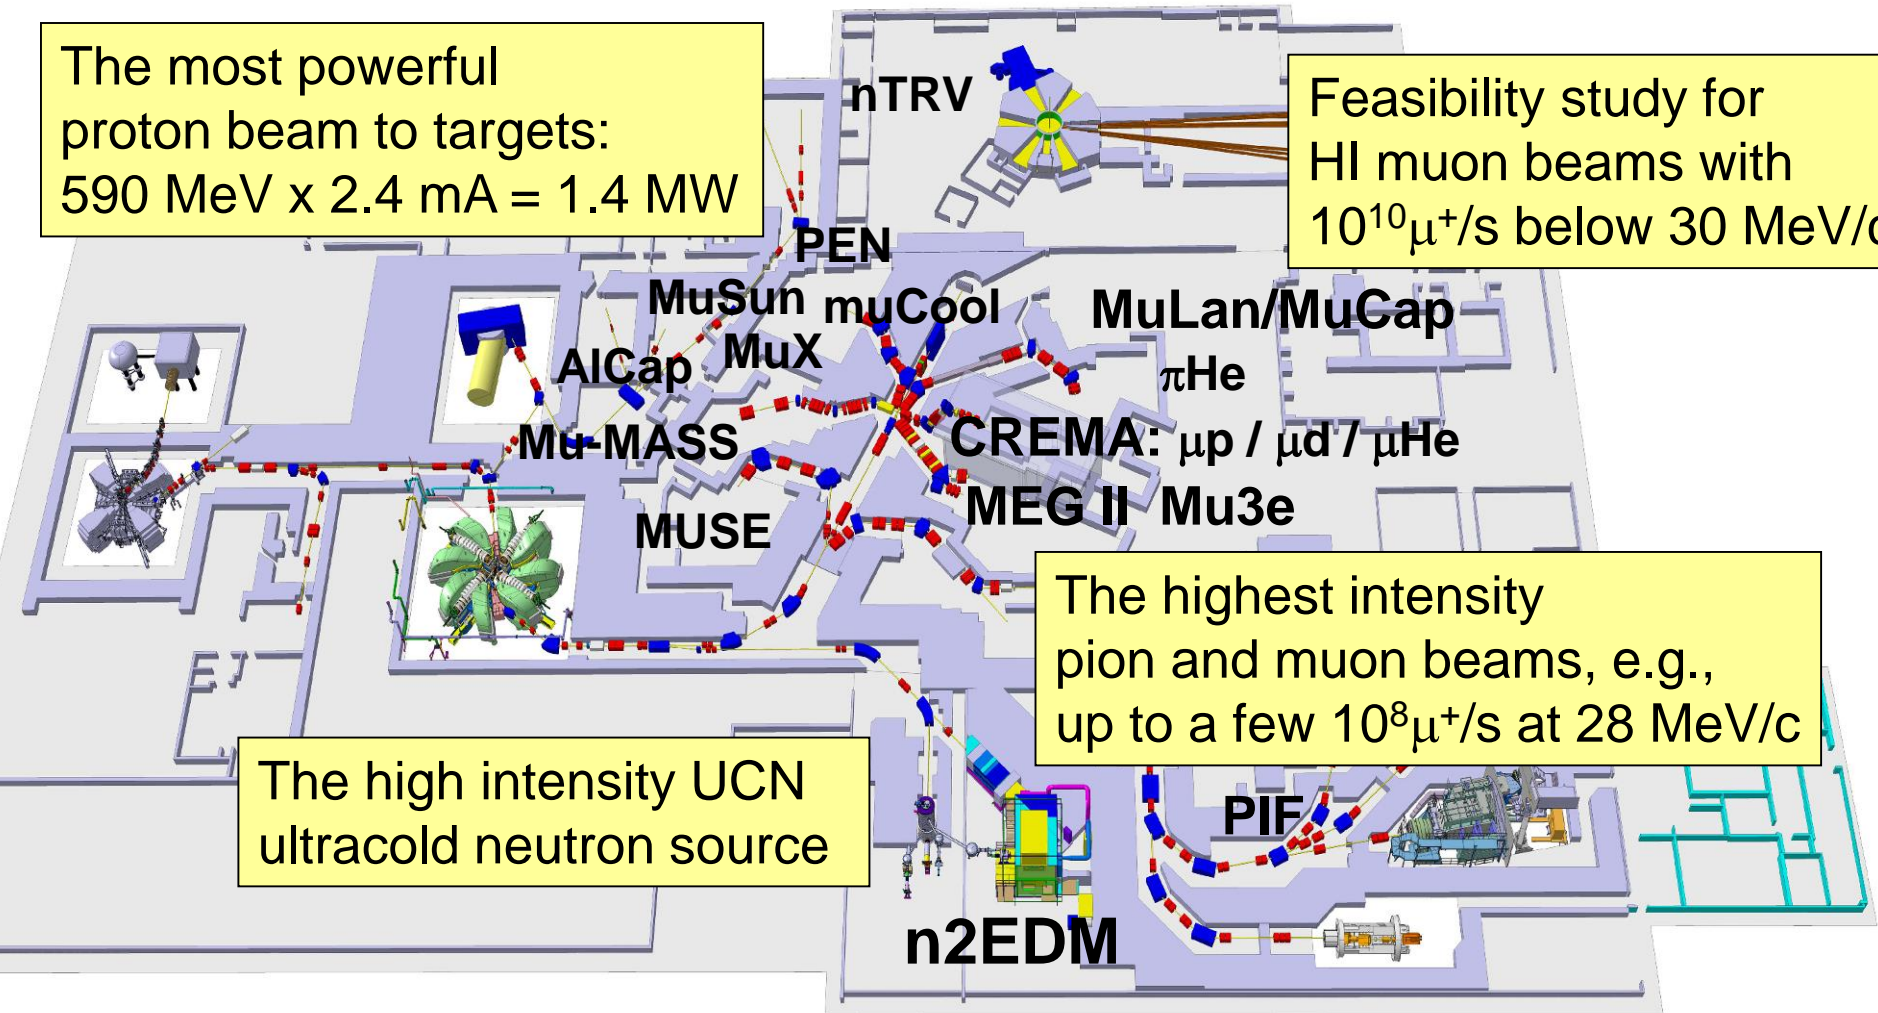 The most powerful
proton beam to targets:
590 MeV x 2.4 mA = 1.4 MW
nTRV
Feasibility study for
HI muon beams with
10¹⁰μ⁺/s below 30 MeV/c
PEN
MuSun muCool
MuLan/MuCap
AlCap MuX
πHe
Mu-MASS
CREMA: μp / μd / μHe
MEG II Mu3e
MUSE
The highest intensity
pion and muon beams, e.g.,
up to a few 10⁸μ⁺/s at 28 MeV/c
The high intensity UCN
ultracold neutron source
PIF
n2EDM